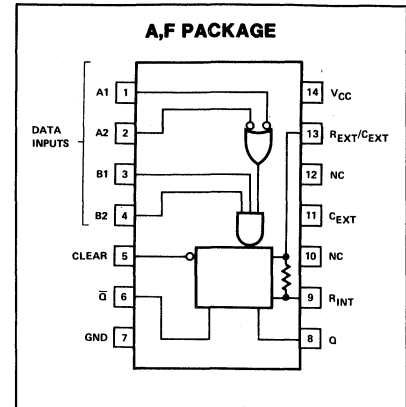 A,F PACKAGE
A1 1
A2 2
DATA
INPUTS
B1 3
B2 4
CLEAR 5
Q̅ 6
GND 7
14 VCC
13 REXT/CEXT
12 NC
11 CEXT
10 NC
9 RINT
8 Q